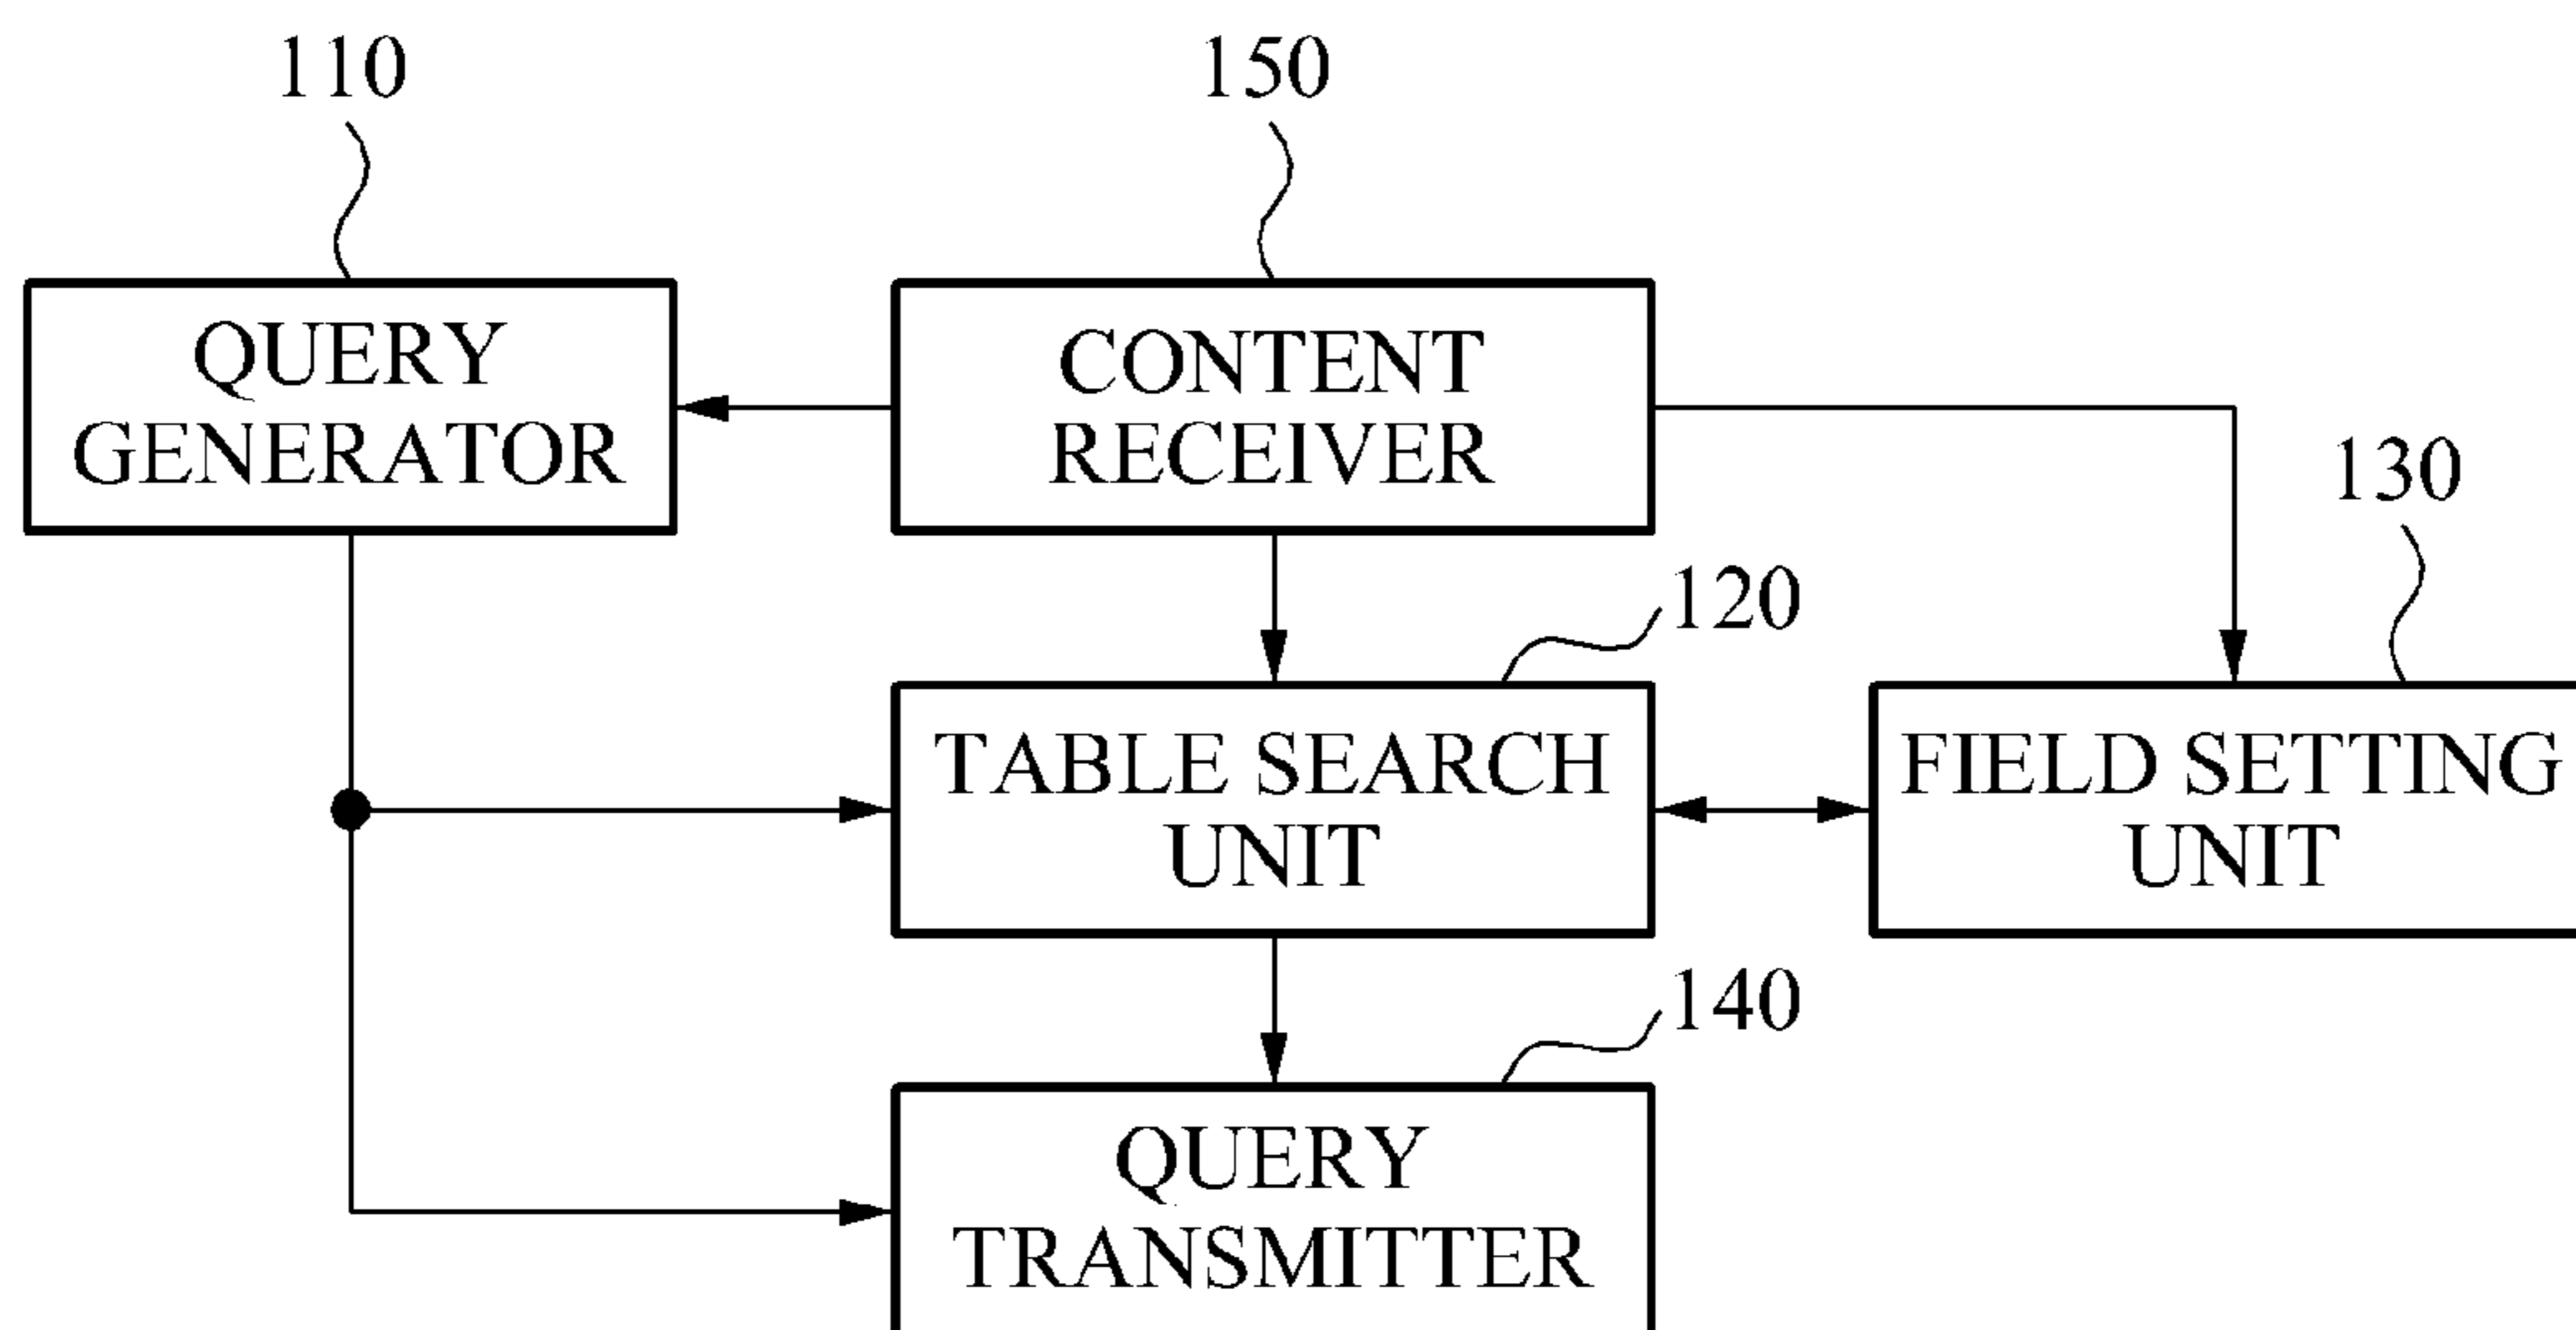 110
150
QUERY
GENERATOR
CONTENT
RECEIVER
130
120
TABLE SEARCH
UNIT
FIELD SETTING
UNIT
140
QUERY
TRANSMITTER